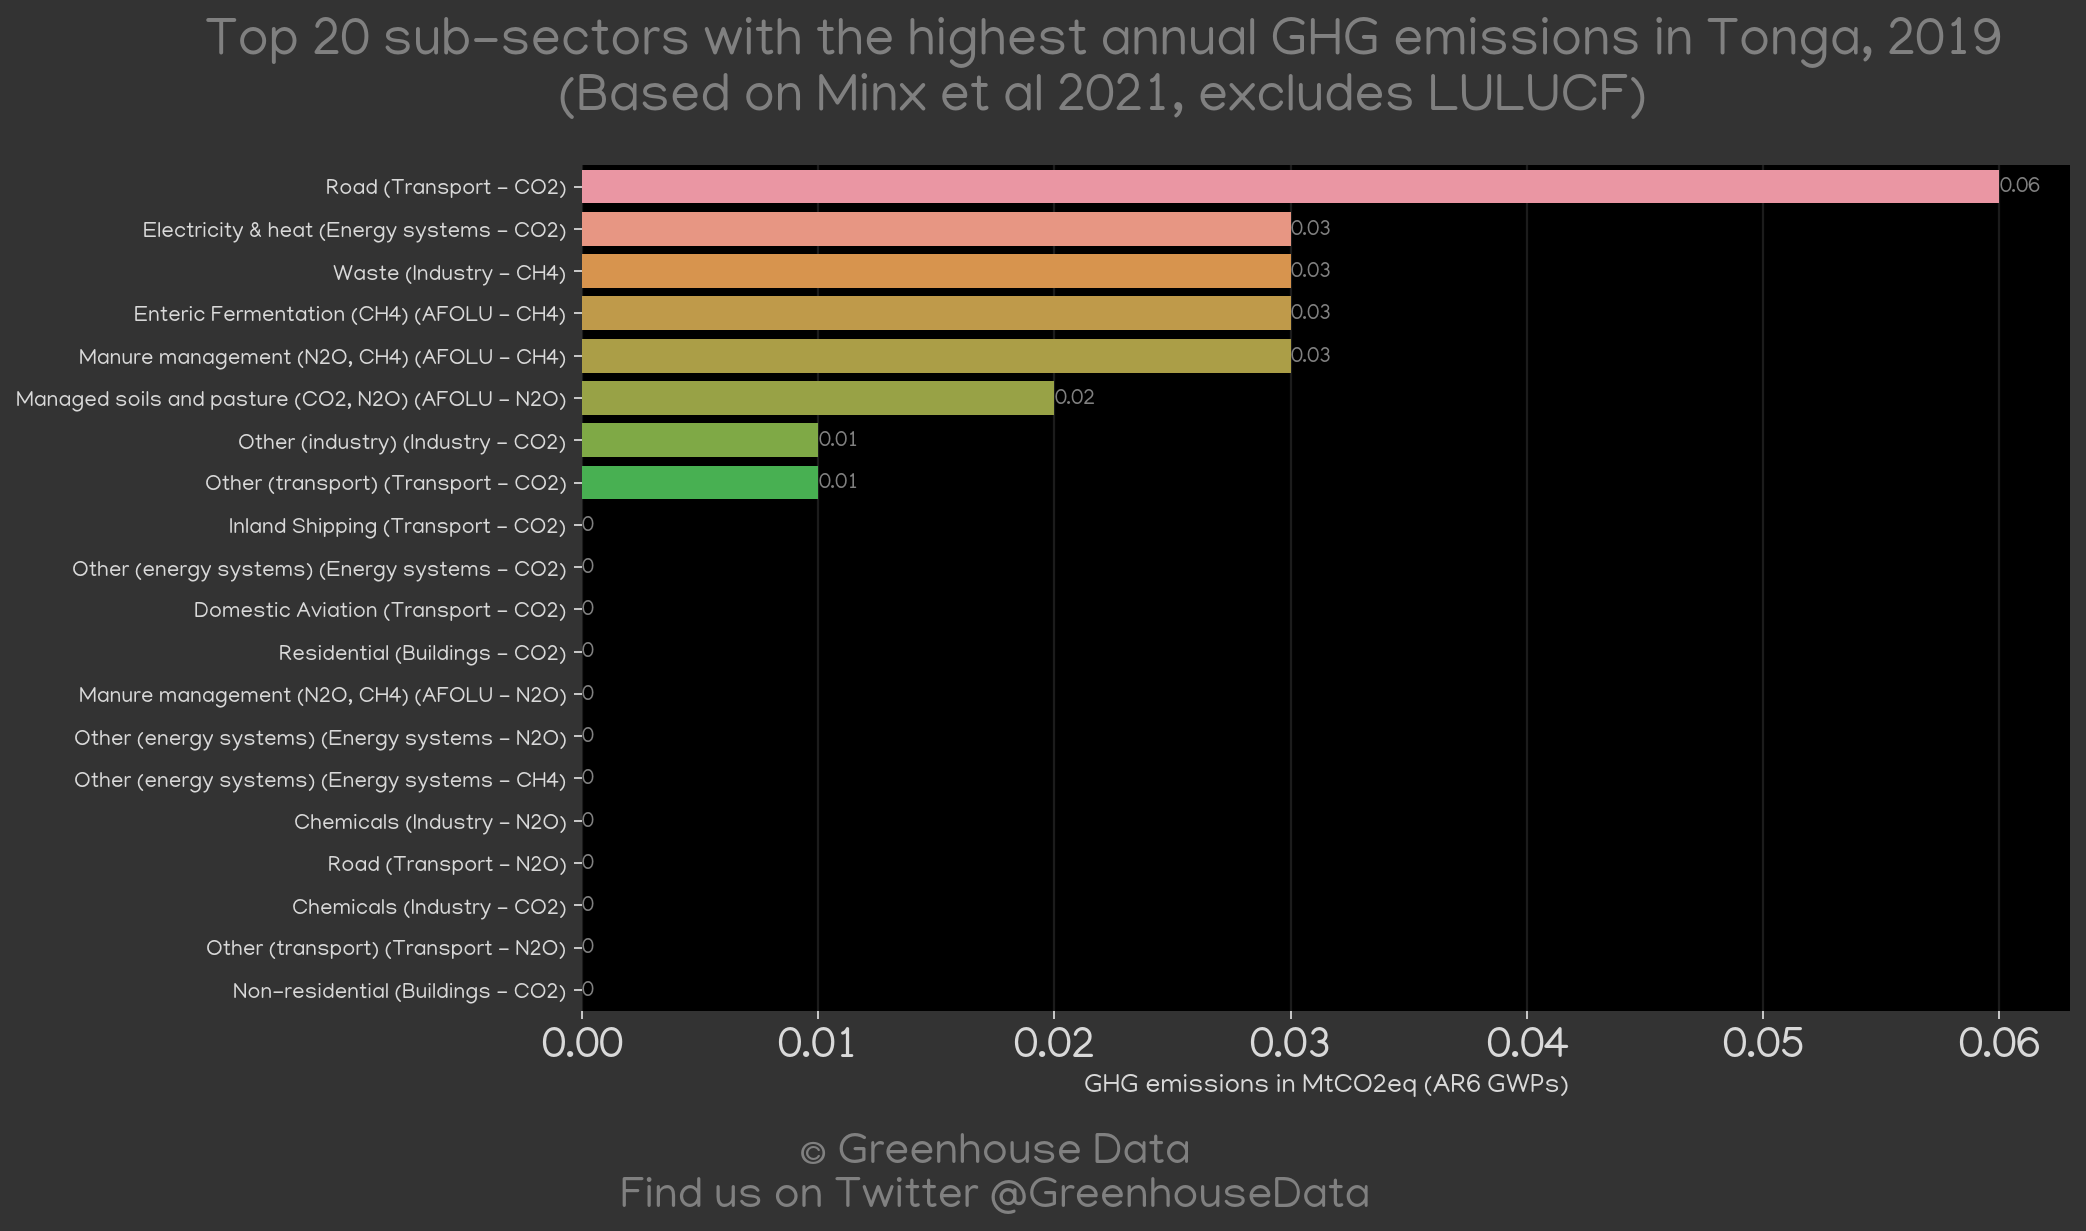 Top 20 sub-sectors with the highest annual GHG emissions in Tonga, 2019
(Based on Minx et al 2021, excludes LULUCF)
Road (Transport - CO2) 0.06
Electricity & heat (Energy systems - CO2) 0.03
Waste (Industry - CH4) 0.03
Enteric Fermentation (CH4) (AFOLU - CH4) 0.03
Manure management (N2O, CH4) (AFOLU - CH4) 0.03
Managed soils and pasture (CO2, N2O) (AFOLU - N2O) 0.02
Other (industry) (Industry - CO2) 0.01
Other (transport) (Transport - CO2) 0.01
Inland Shipping (Transport - CO2) 0
Other (energy systems) (Energy systems - CO2) 0
Domestic Aviation (Transport - CO2) 0
Residential (Buildings - CO2) 0
Manure management (N2O, CH4) (AFOLU - N2O) 0
Other (energy systems) (Energy systems - N2O) 0
Other (energy systems) (Energy systems - CH4) 0
Chemicals (Industry - N2O) 0
Road (Transport - N2O) 0
Chemicals (Industry - CO2) 0
Other (transport) (Transport - N2O) 0
Non-residential (Buildings - CO2) 0
0.00 0.01 0.02 0.03 0.04 0.05 0.06
GHG emissions in MtCO2eq (AR6 GWPs)
© Greenhouse Data
Find us on Twitter @GreenhouseData